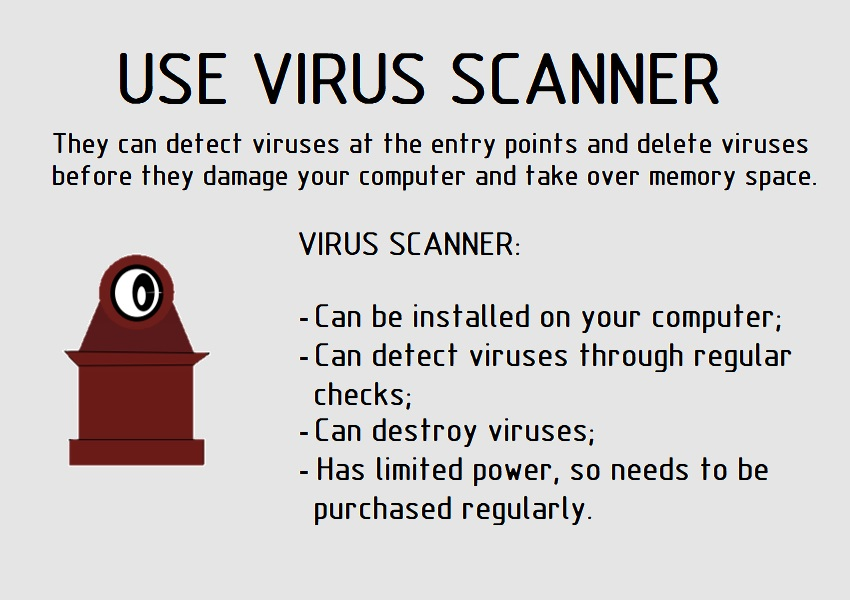 USE VIRUS SCANNER
They can detect viruses at the entry points and delete viruses
before they damage your computer and take over memory space.
VIRUS SCANNER:
- Can be installed on your computer;
- Can detect viruses through regular
checks;
- Can destroy viruses;
- Has limited power, so needs to be
purchased regularly.